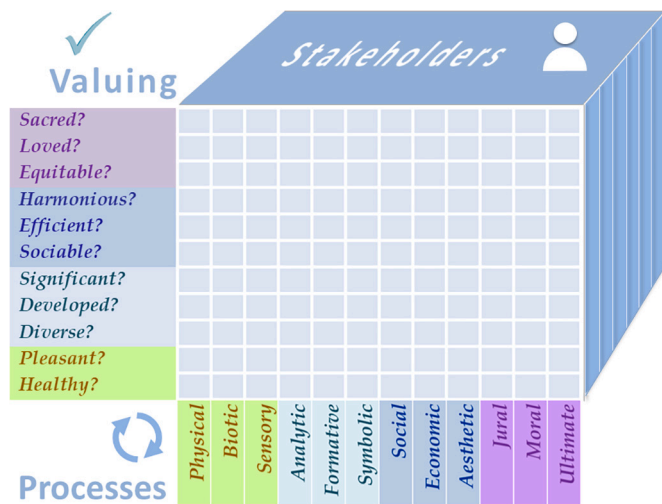 Stakeholders
Valuing
Sacred?
Loved?
Equitable?
Harmonious?
Efficient?
Sociable?
Significant?
Developed?
Diverse?
Pleasant?
Healthy?
Processes
Physical
Biotic
Sensory
Analytic
Formative
Symbolic
Social
Economic
Aesthetic
Jural
Moral
Ultimate